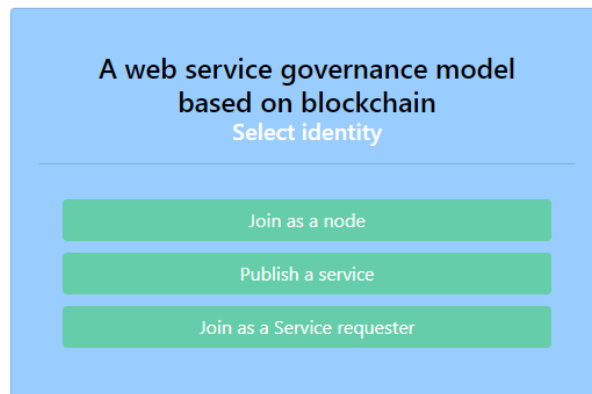 A web service governance model
based on blockchain
Select identity
Join as a node
Publish a service
Join as a Service requester